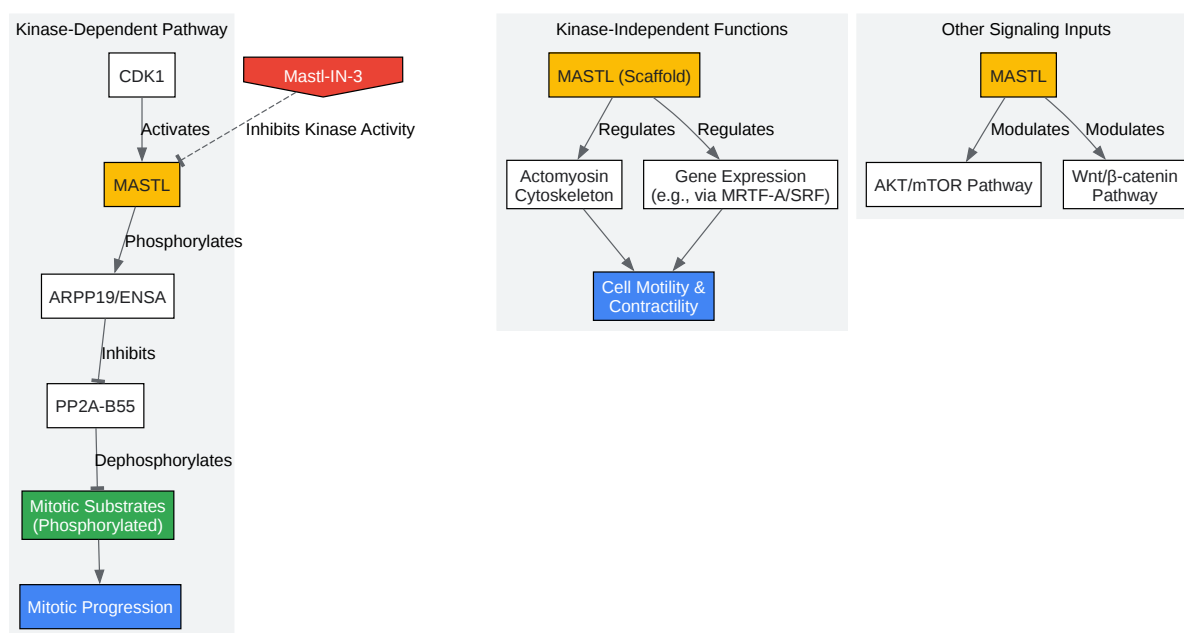 Kinase-Dependent Pathway
CDK1
Mastl-IN-3
Activates
Inhibits Kinase Activity
MASTL
Phosphorylates
ARPP19/ENSA
Inhibits
PP2A-B55
Dephosphorylates
Mitotic Substrates
(Phosphorylated)
Mitotic Progression
Kinase-Independent Functions
MASTL (Scaffold)
Regulates
Regulates
Actomyosin
Cytoskeleton
Gene Expression
(e.g., via MRTF-A/SRF)
Cell Motility &
Contractility
Other Signaling Inputs
MASTL
Modulates
Modulates
AKT/mTOR Pathway
Wnt/β-catenin
Pathway